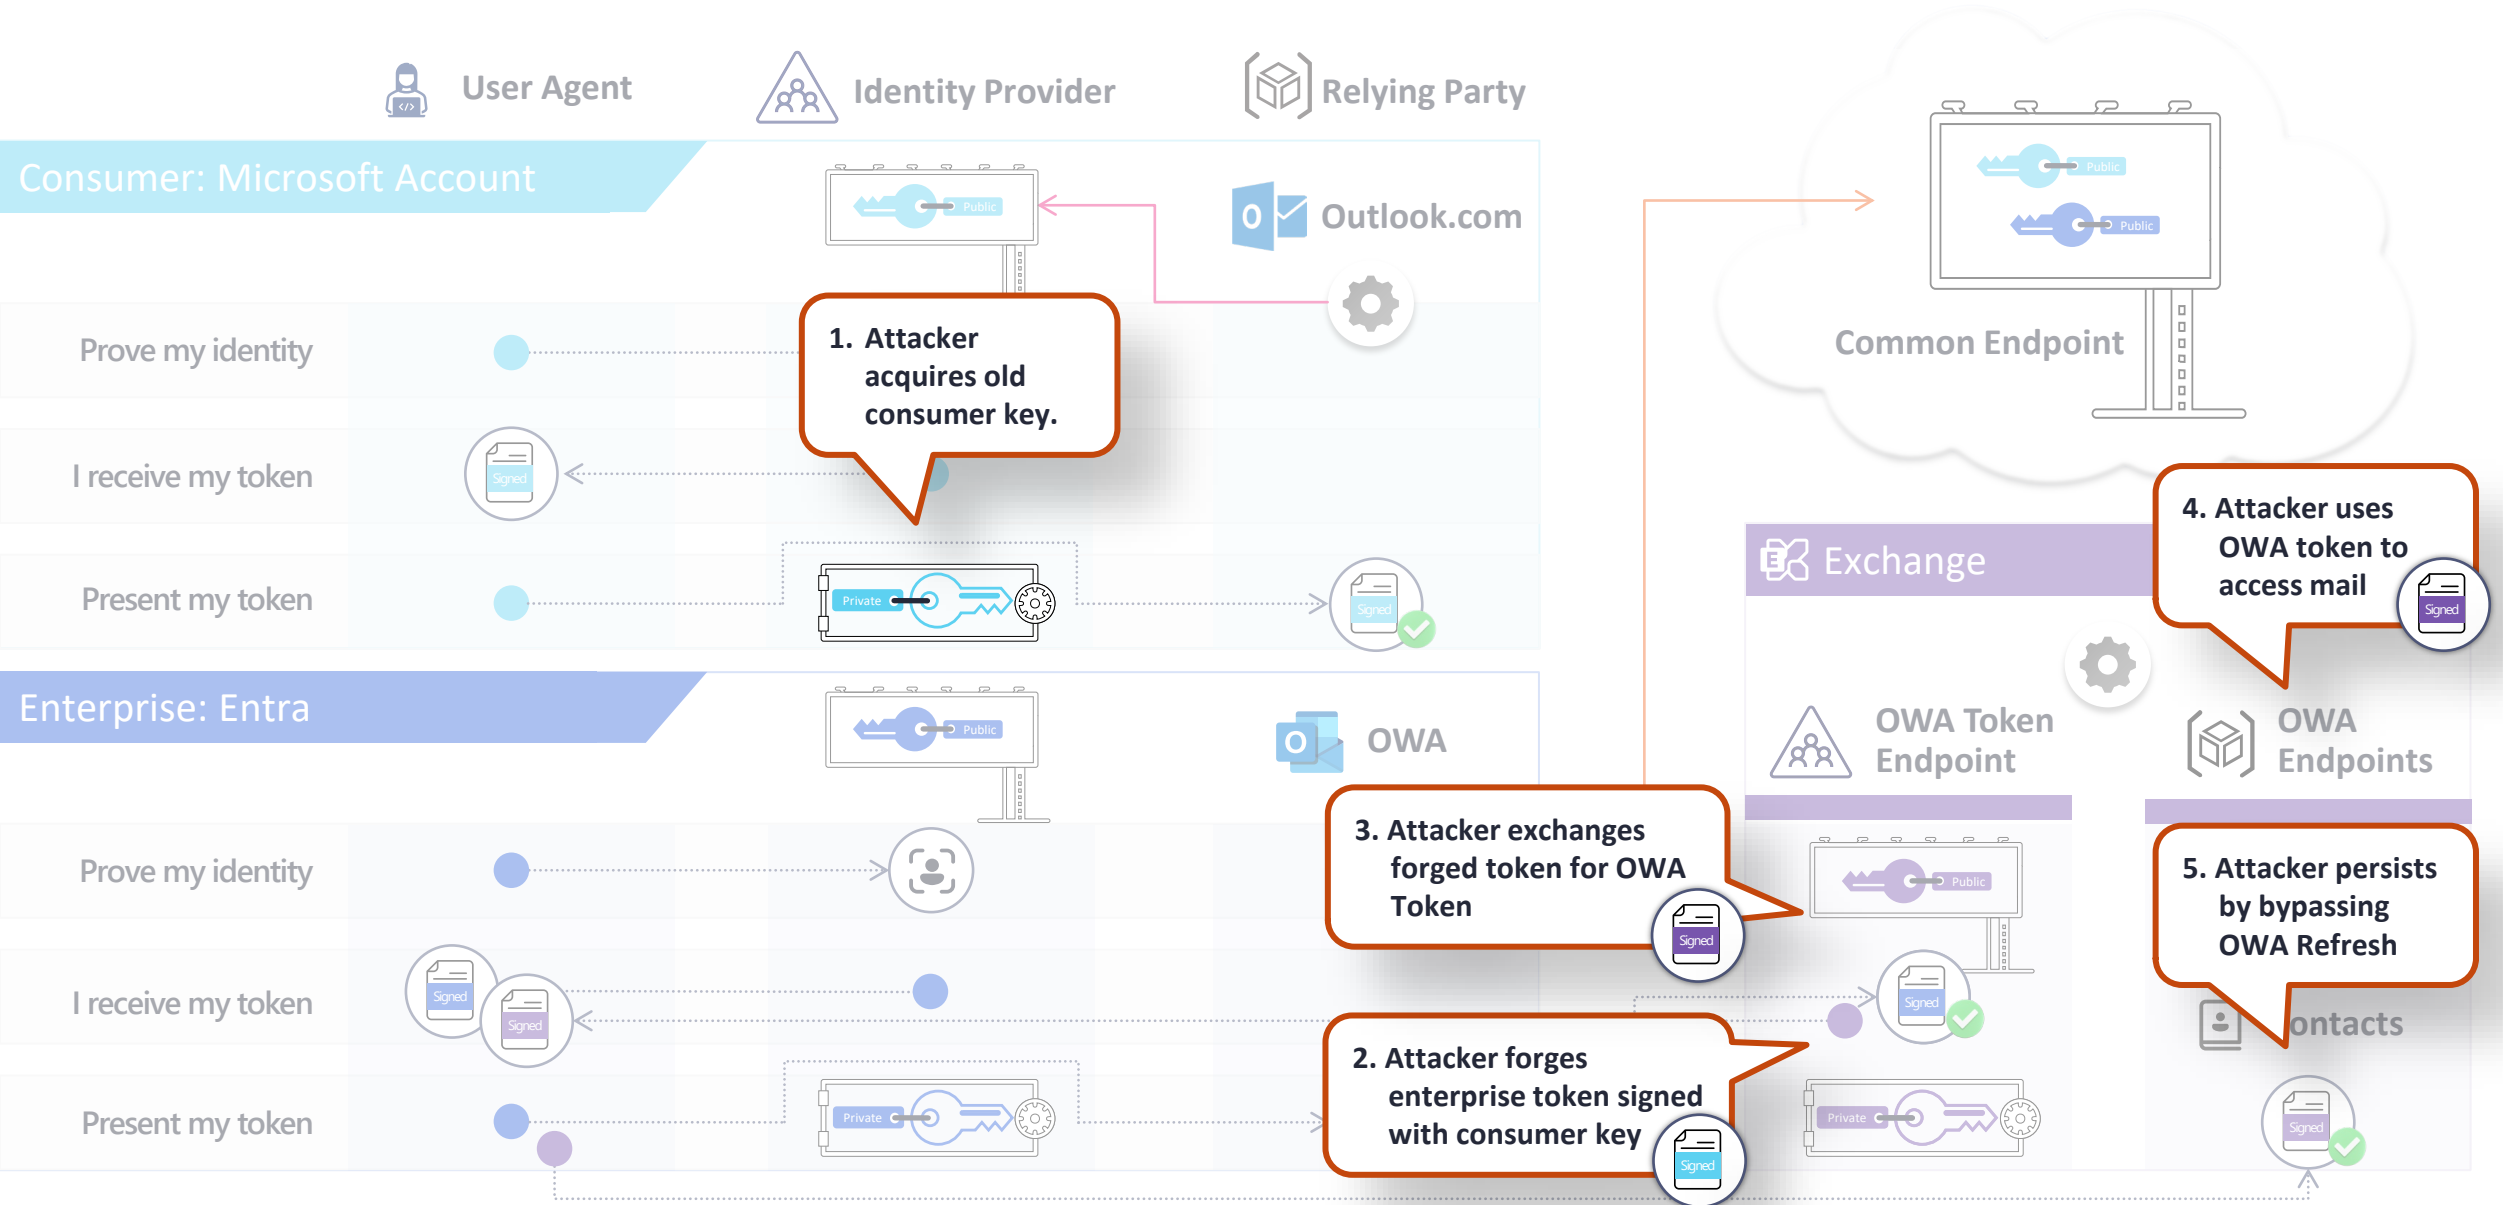 User Agent
Identity Provider
Relying Party
Consumer: Microsoft Account
Public
Outlook.com
Public
Public
Common Endpoint
Prove my identity
1. Attacker
acquires old
consumer key.
I receive my token
Signed
Present my token
Private
Signed
Exchange
4. Attacker uses
OWA token to
access mail
Signed
Enterprise: Entra
Public
OWA
OWA Token
Endpoint
OWA
Endpoints
Prove my identity
3. Attacker exchanges
forged token for OWA
Token
Signed
Public
5. Attacker persists
by bypassing
OWA Refresh
I receive my token
Signed
Signed
Signed
ontacts
Present my token
Private
2. Attacker forges
enterprise token signed
with consumer key
Signed
Private
Signed